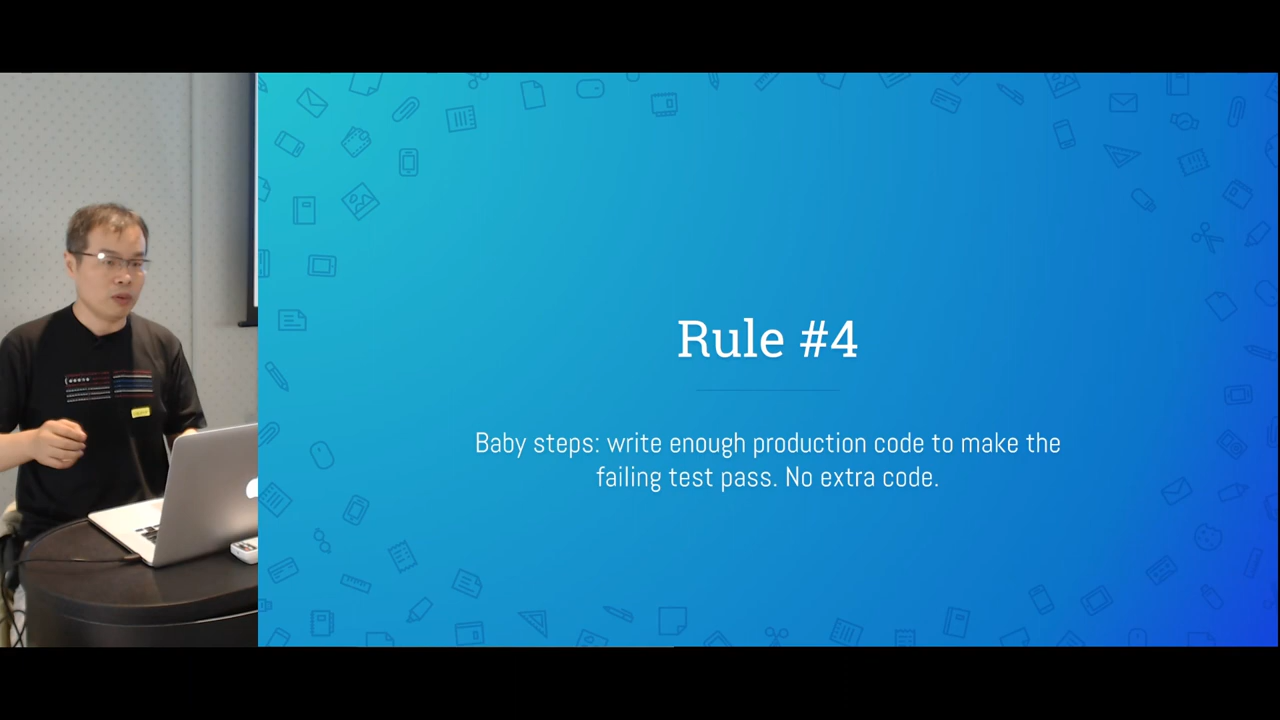 Rule #4
Baby steps: write enough production code to make the
failing test pass. No extra code.